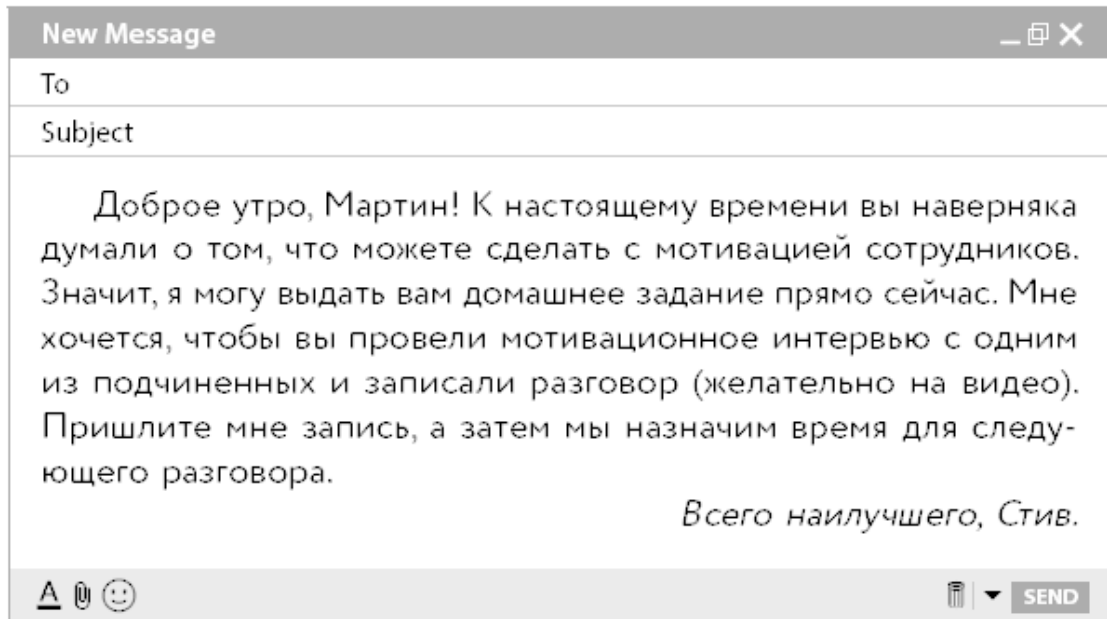 New Message
To
Subject
Доброе утро, Мартин! К настоящему времени вы наверняка
думали о том, что можете сделать с мотивацией сотрудников.
Значит, я могу выдать вам домашнее задание прямо сейчас. Мне
хочется, чтобы вы провели мотивационное интервью с одним
из подчиненных и записали разговор (желательно на видео).
Пришлите мне запись, а затем мы назначим время для следу-
ющего разговора.
Всего наилучшего, Стив.
A
SEND